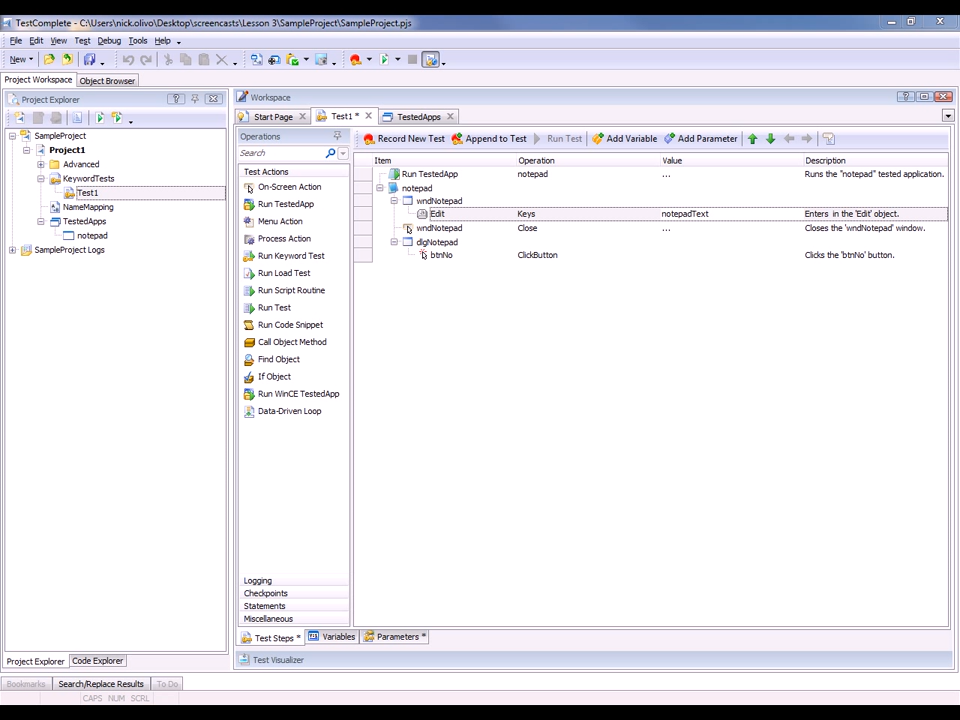 TestComplete - C:\Users\nick.olivo\Desktop\screencasts\Lesson 3\SampleProject\SampleProject.pjs
File Edit View Test Debug Tools Help
New
Project Workspace Object Browser
Project Explorer
SampleProject
Project1
Advanced
KeywordTests
Test1
NameMapping
TestedApps
notepad
SampleProject Logs
Workspace
Start Page Test1 * TestedApps
Operations
Search
Test Actions
On-Screen Action
Run TestedApp
Menu Action
Process Action
Run Keyword Test
Run Load Test
Run Script Routine
Run Test
Run Code Snippet
Call Object Method
Find Object
If Object
Run WinCE TestedApp
Data-Driven Loop
Logging
Checkpoints
Statements
Miscellaneous
Record New Test Append to Test Run Test Add Variable Add Parameter
Item Operation Value Description
Run TestedApp notepad ... Runs the "notepad" tested application.
notepad
wndNotepad
Edit Keys notepadText Enters in the 'Edit' object.
wndNotepad Close ... Closes the 'wndNotepad' window.
dlgNotepad
btnNo ClickButton Clicks the 'btnNo' button.
Test Steps * Variables Parameters *
Project Explorer Code Explorer
Test Visualizer
Bookmarks Search/Replace Results To Do
CAPS NUM SCRL